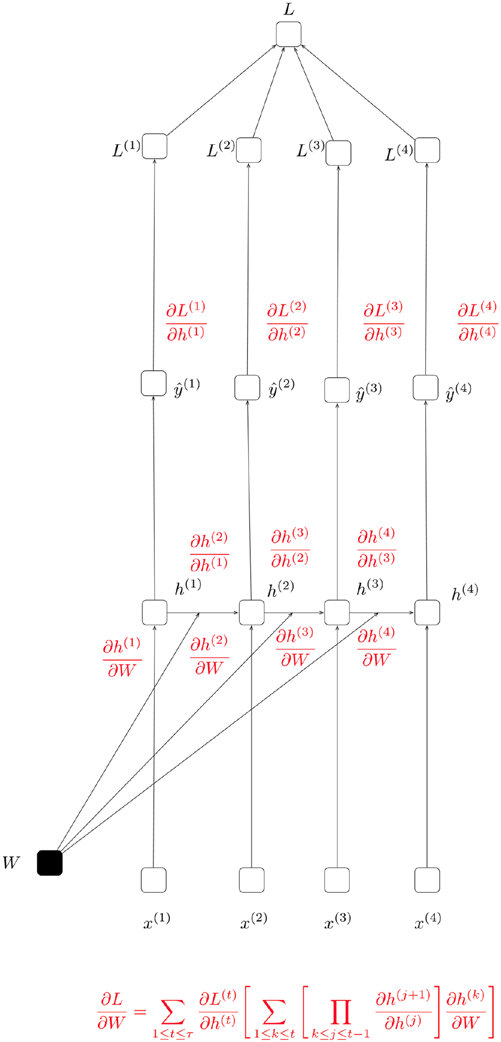 L
L^{(1)} L^{(2)} L^{(3)} L^{(4)}
\frac{\partial L^{(1)}}{\partial h^{(1)}} \frac{\partial L^{(2)}}{\partial h^{(2)}} \frac{\partial L^{(3)}}{\partial h^{(3)}} \frac{\partial L^{(4)}}{\partial h^{(4)}}
\hat{y}^{(1)} \hat{y}^{(2)} \hat{y}^{(3)} \hat{y}^{(4)}
\frac{\partial h^{(2)}}{\partial h^{(1)}} \frac{\partial h^{(3)}}{\partial h^{(2)}} \frac{\partial h^{(4)}}{\partial h^{(3)}}
h^{(1)} h^{(2)} h^{(3)} h^{(4)}
\frac{\partial h^{(1)}}{\partial W} \frac{\partial h^{(2)}}{\partial W} \frac{\partial h^{(3)}}{\partial W} \frac{\partial h^{(4)}}{\partial W}
W
x^{(1)} x^{(2)} x^{(3)} x^{(4)}
\frac{\partial L}{\partial W} = \sum_{1 \leq t \leq \tau} \frac{\partial L^{(t)}}{\partial h^{(t)}} \left[ \sum_{1 \leq k \leq t} \left[ \prod_{k \leq j \leq t-1} \frac{\partial h^{(j+1)}}{\partial h^{(j)}} \right] \frac{\partial h^{(k)}}{\partial W} \right]